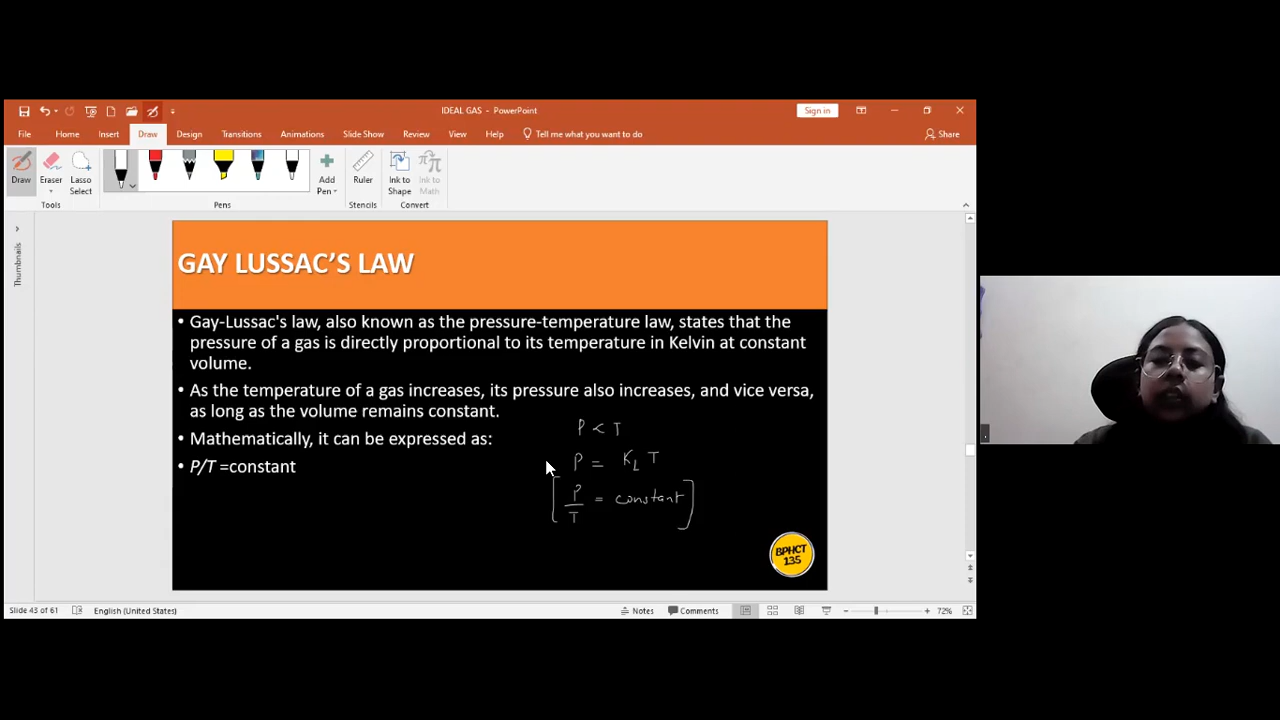 IDEAL GAS - PowerPoint
Sign in
File Home Insert Draw Design Transitions Animations Slide Show Review View Help Tell me what you want to do Share
Draw Eraser Lasso Select Add Pen Ruler Ink to Shape Ink to Math
Tools Pens Stencils Convert
Thumbnails
GAY LUSSAC'S LAW
• Gay-Lussac's law, also known as the pressure-temperature law, states that the
pressure of a gas is directly proportional to its temperature in Kelvin at constant
volume.
• As the temperature of a gas increases, its pressure also increases, and vice versa,
as long as the volume remains constant.
P < T
• Mathematically, it can be expressed as:
P = K_L T
• P/T =constant
[P/T = constant]
BPHCT
135
Slide 43 of 61 English (United States) Notes Comments 72%